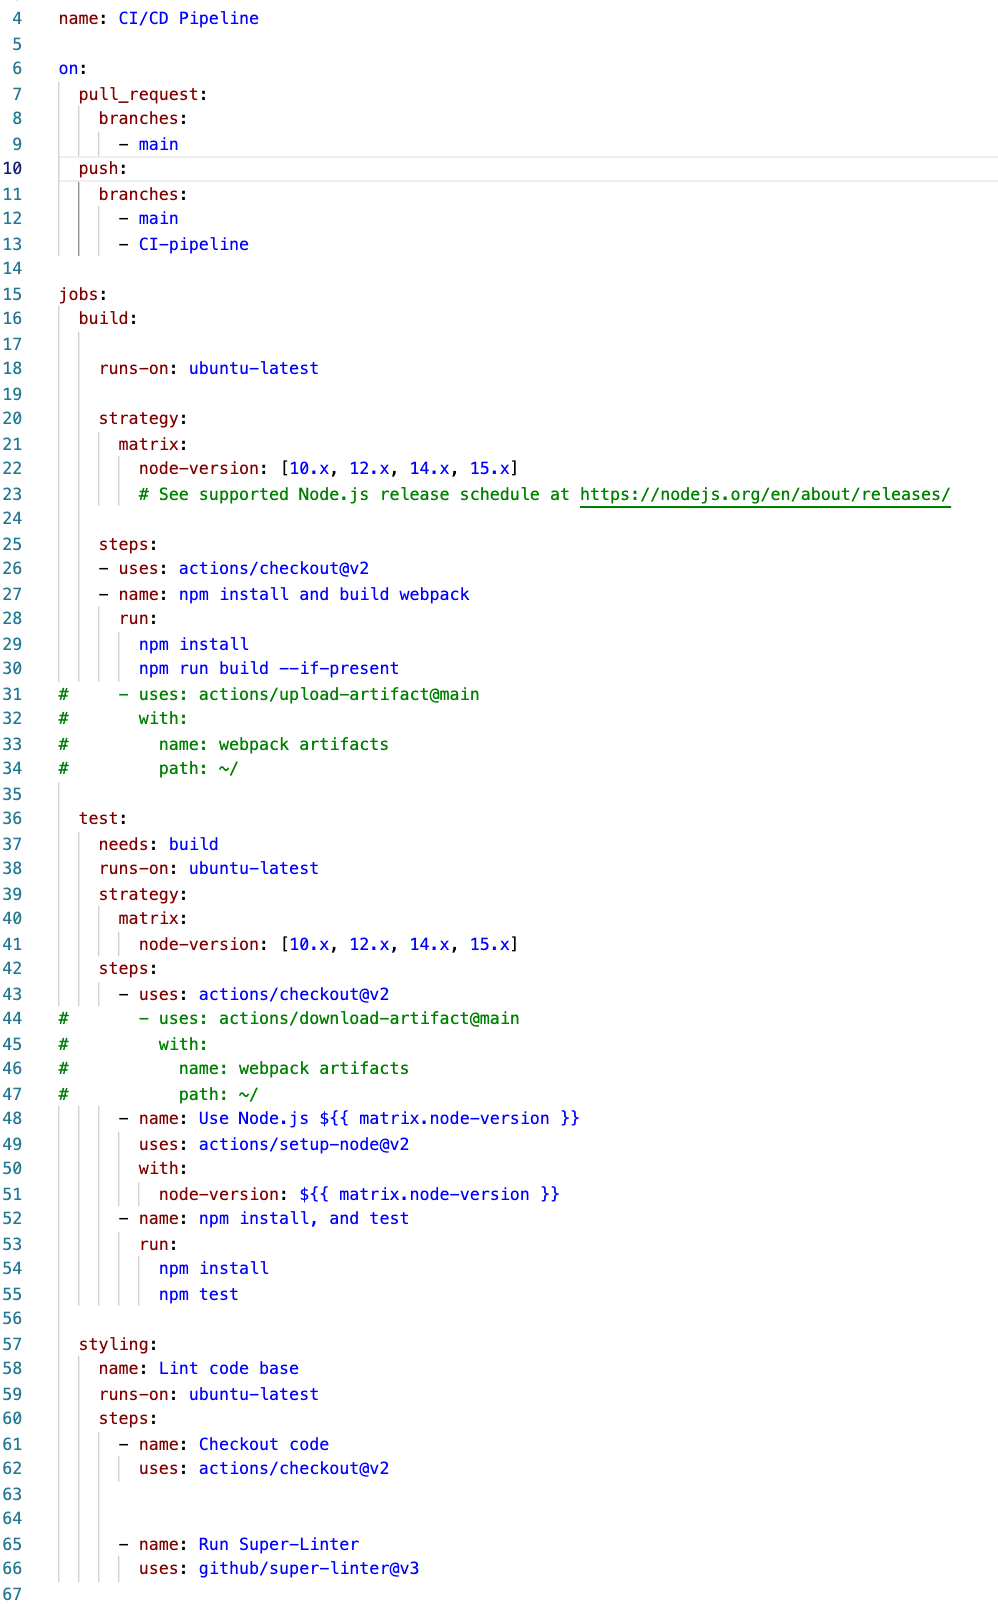 4 name: CI/CD Pipeline
5
6 on:
7   pull_request:
8     branches:
9       - main
10   push:
11     branches:
12       - main
13       - CI-pipeline
14
15 jobs:
16   build:
17
18     runs-on: ubuntu-latest
19
20     strategy:
21       matrix:
22         node-version: [10.x, 12.x, 14.x, 15.x]
23         # See supported Node.js release schedule at https://nodejs.org/en/about/releases/
24
25     steps:
26     - uses: actions/checkout@v2
27     - name: npm install and build webpack
28       run:
29         npm install
30         npm run build --if-present
31 #     - uses: actions/upload-artifact@main
32 #       with:
33 #         name: webpack artifacts
34 #         path: ~/
35
36   test:
37     needs: build
38     runs-on: ubuntu-latest
39     strategy:
40       matrix:
41         node-version: [10.x, 12.x, 14.x, 15.x]
42     steps:
43       - uses: actions/checkout@v2
44 #       - uses: actions/download-artifact@main
45 #         with:
46 #           name: webpack artifacts
47 #           path: ~/
48       - name: Use Node.js ${{ matrix.node-version }}
49         uses: actions/setup-node@v2
50         with:
51           node-version: ${{ matrix.node-version }}
52       - name: npm install, and test
53         run:
54           npm install
55           npm test
56
57   styling:
58     name: Lint code base
59     runs-on: ubuntu-latest
60     steps:
61       - name: Checkout code
62         uses: actions/checkout@v2
63
64
65       - name: Run Super-Linter
66         uses: github/super-linter@v3
67